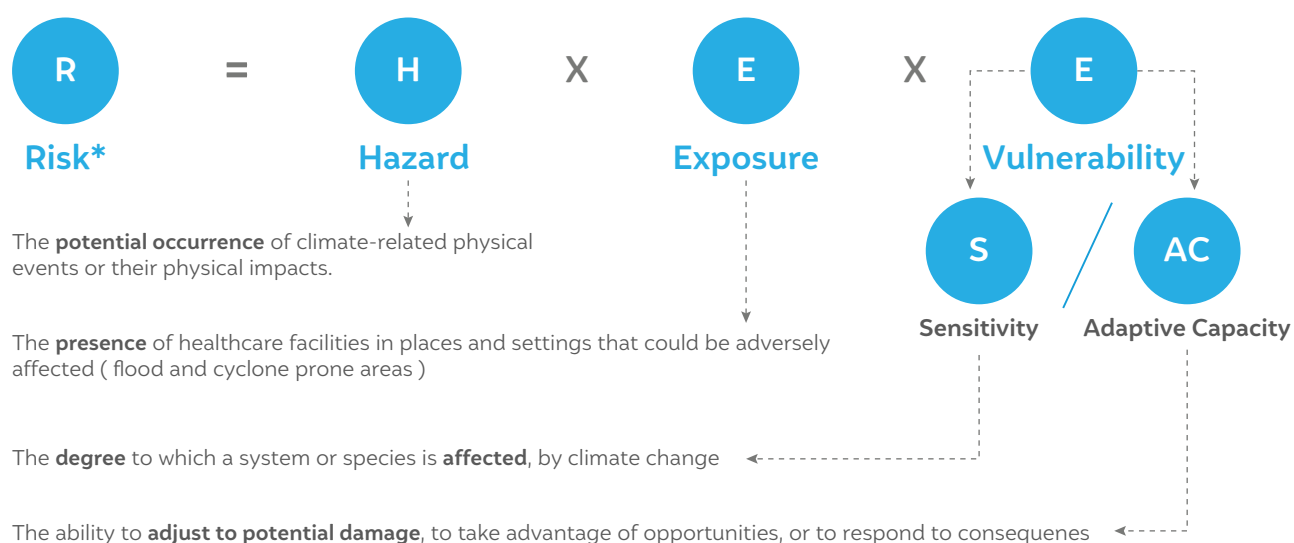 R = H X E X E
Risk* Hazard Exposure Vulnerability
The potential occurrence of climate-related physical
events or their physical impacts.
S / AC
Sensitivity Adaptive Capacity
The presence of healthcare facilities in places and settings that could be adversely
affected ( flood and cyclone prone areas )
The degree to which a system or species is affected, by climate change
The ability to adjust to potential damage, to take advantage of opportunities, or to respond to consequenes